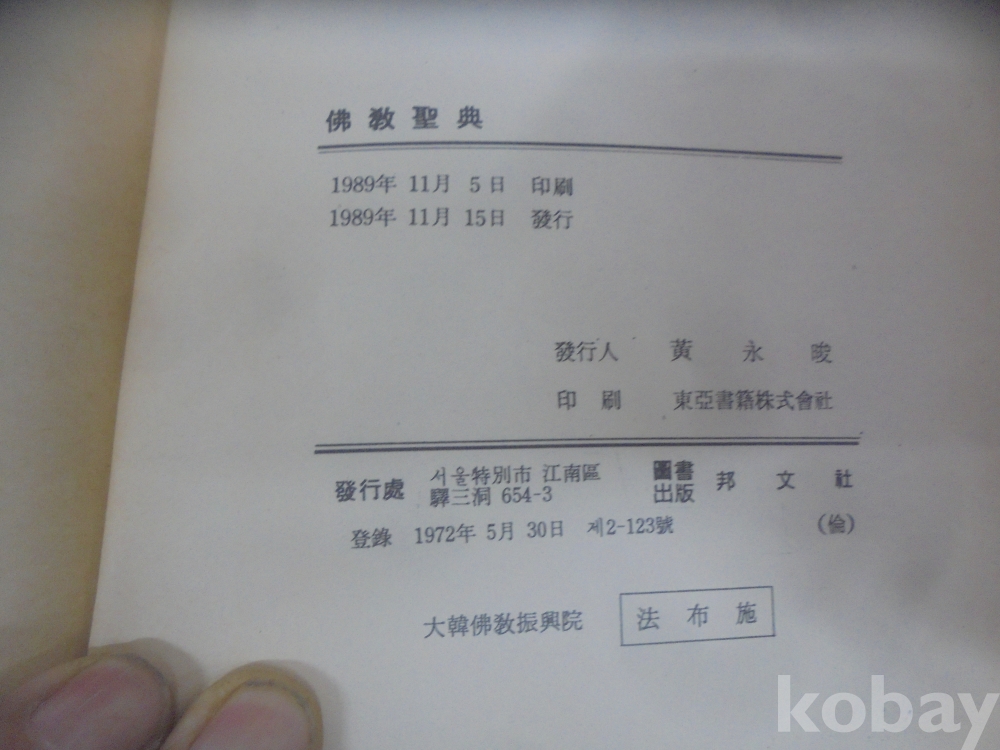 佛教聖典
1989年 11月 5日 印刷
1989年 11月 15日 發行
發行人 黃永晙
印刷 東亞書籍株式會社
發行處 서울特別市 江南區 驛三洞 654-3 圖書出版 邦文社
登錄 1972年 5月 30日 제2-123號 (倫)
大韓佛敎振興院 法布施
kobay